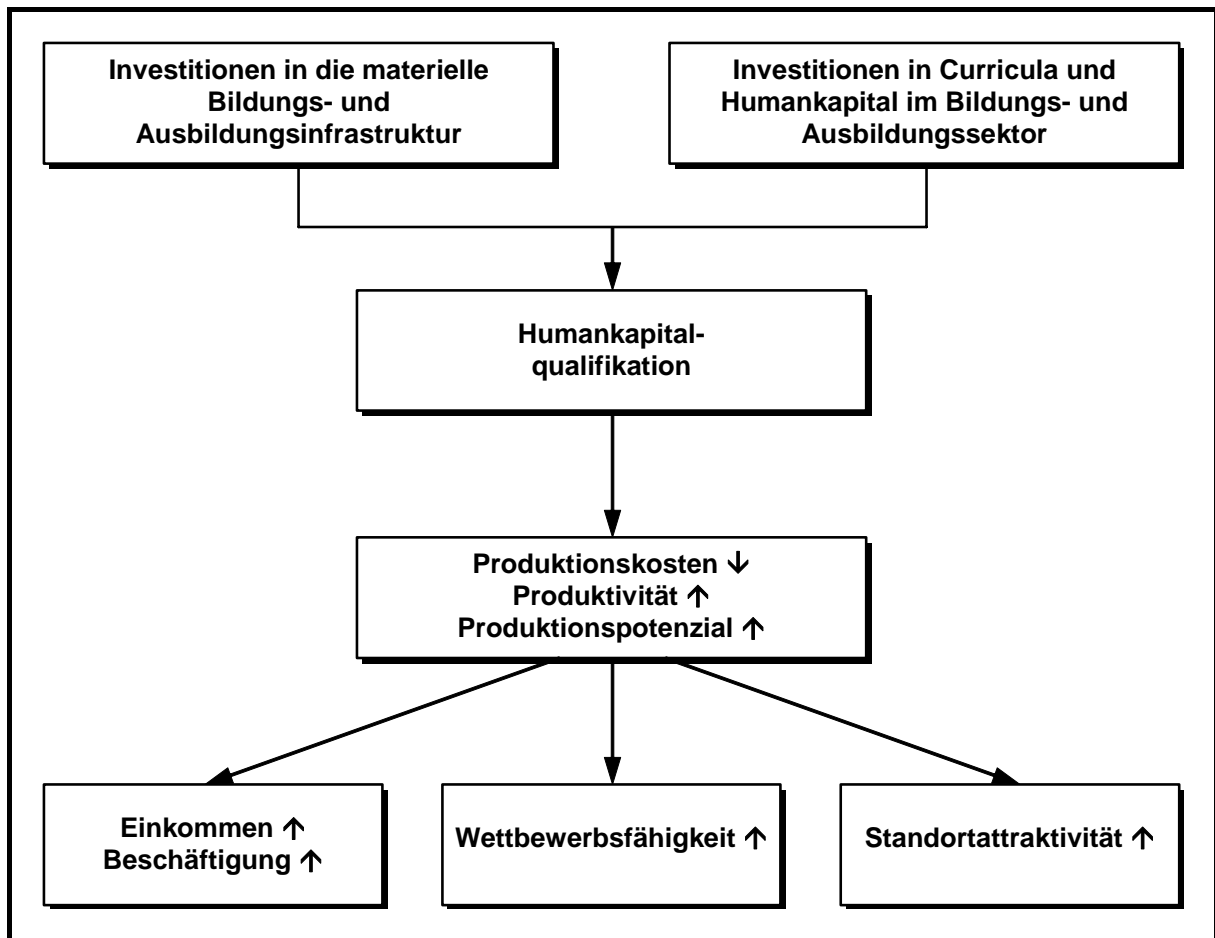 Investitionen in die materielle
Bildungs- und
Ausbildungsinfrastruktur
Investitionen in Curricula und
Humankapital im Bildungs- und
Ausbildungssektor
Humankapital-
qualifikation
Produktionskosten ↓
Produktivität ↑
Produktionspotenzial ↑
Einkommen ↑
Beschäftigung ↑
Wettbewerbsfähigkeit ↑
Standortattraktivität ↑